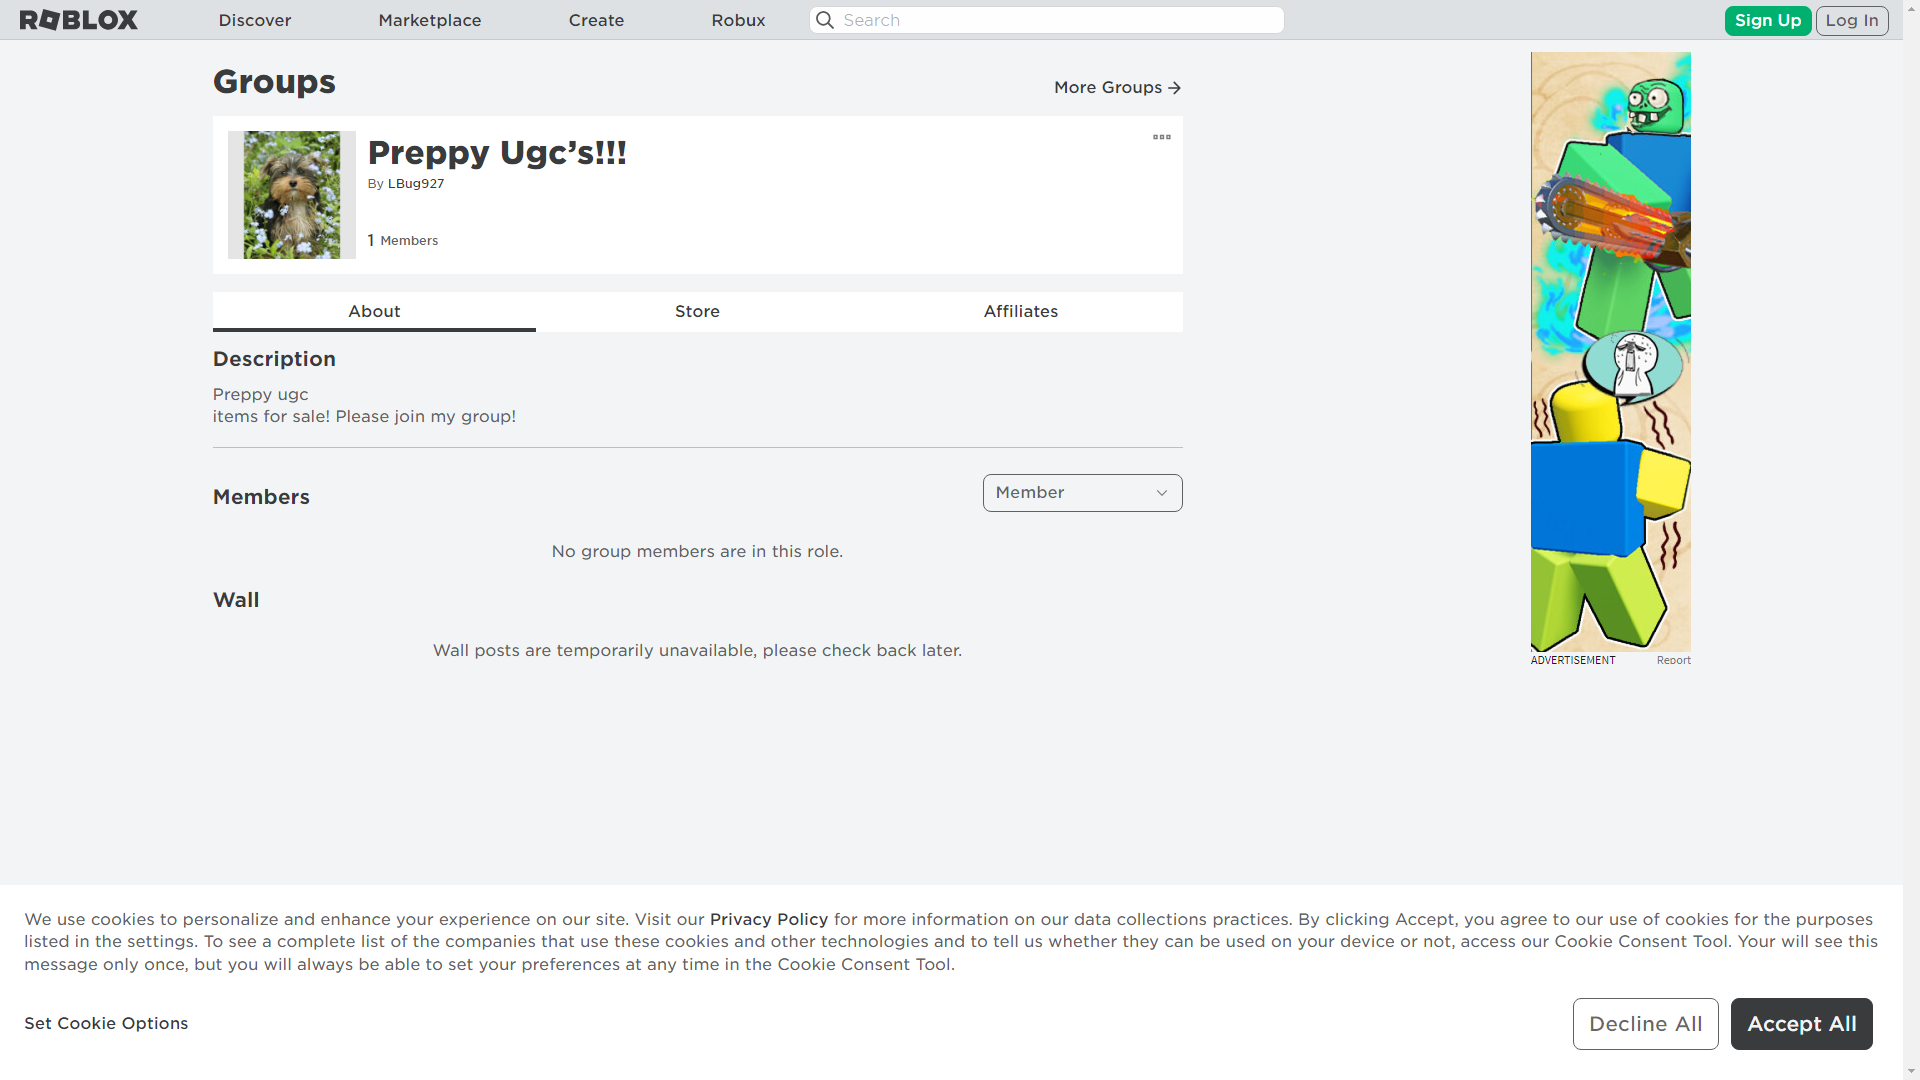 ROBLOX
Discover
Marketplace
Create
Robux
Search
Sign Up
Log In
Groups
More Groups →
Preppy Ugc’s!!!
By LBug927
1 Members
About
Store
Affiliates
Description
Preppy ugc
items for sale! Please join my group!
Members
Member
No group members are in this role.
Wall
Wall posts are temporarily unavailable, please check back later.
ADVERTISEMENT
Report
We use cookies to personalize and enhance your experience on our site. Visit our Privacy Policy for more information on our data collections practices. By clicking Accept, you agree to our use of cookies for the purposes
listed in the settings. To see a complete list of the companies that use these cookies and other technologies and to tell us whether they can be used on your device or not, access our Cookie Consent Tool. Your will see this
message only once, but you will always be able to set your preferences at any time in the Cookie Consent Tool.
Set Cookie Options
Decline All
Accept All